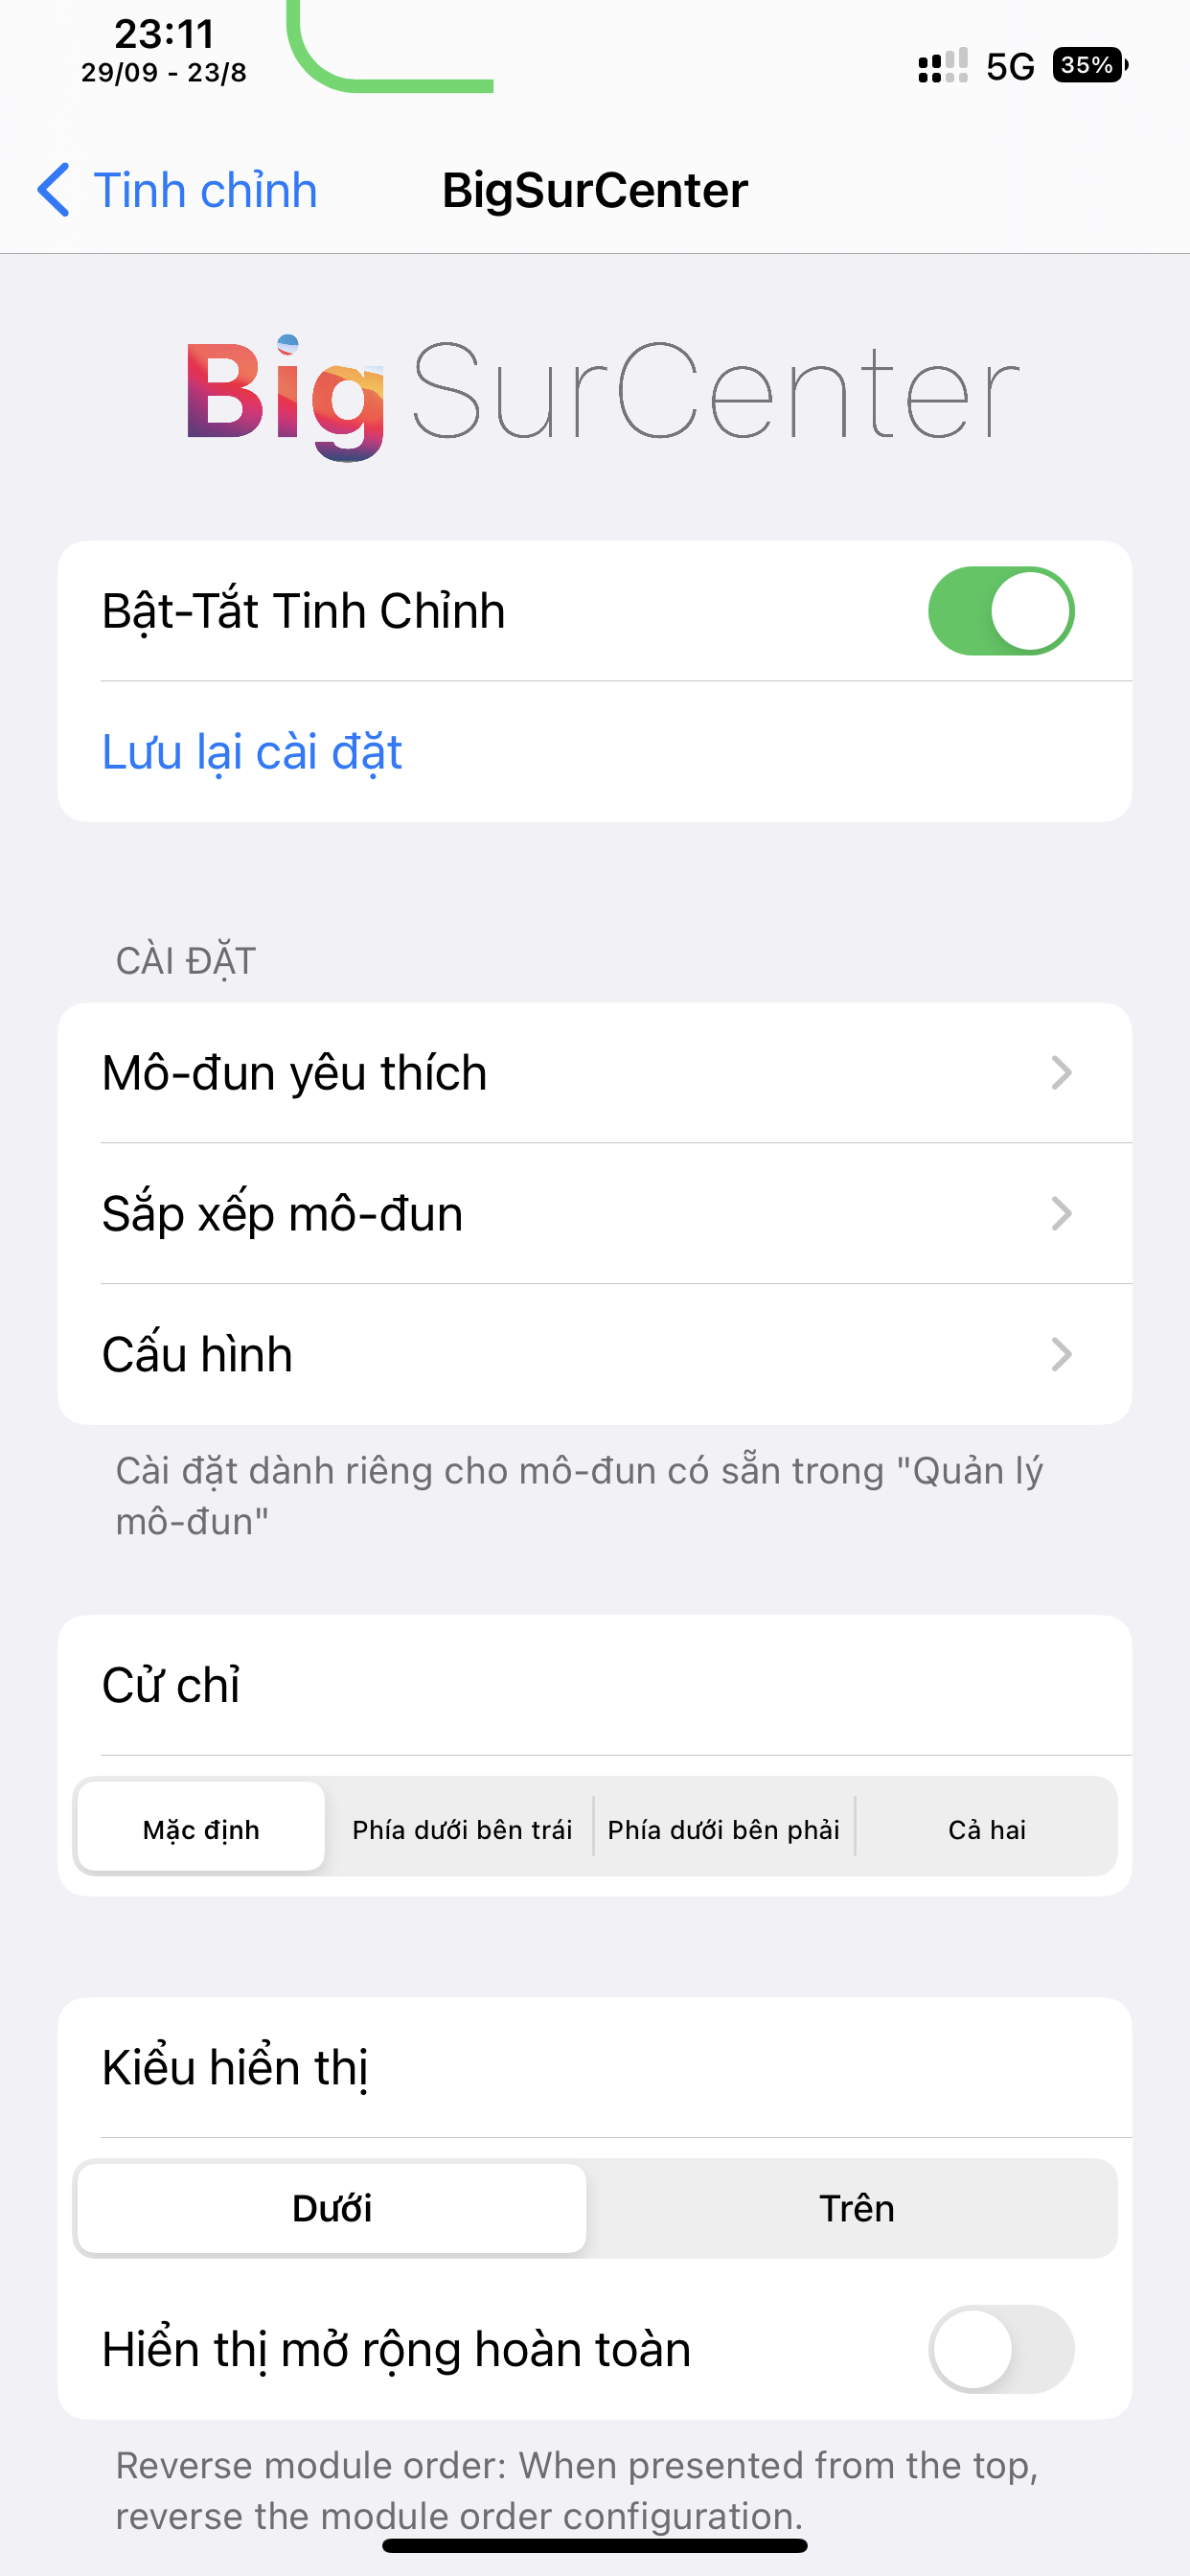 23:11
29/09 - 23/8
5G
35%
Tinh chỉnh
BigSurCenter
Big SurCenter
Bật-Tắt Tinh Chỉnh
Lưu lại cài đặt
CÀI ĐẶT
Mô-đun yêu thích
Sắp xếp mô-đun
Cấu hình
Cài đặt dành riêng cho mô-đun có sẵn trong "Quản lý
mô-đun"
Cử chỉ
Mặc định
Phía dưới bên trái
Phía dưới bên phải
Cả hai
Kiểu hiển thị
Dưới
Trên
Hiển thị mở rộng hoàn toàn
Reverse module order: When presented from the top,
reverse the module order configuration.